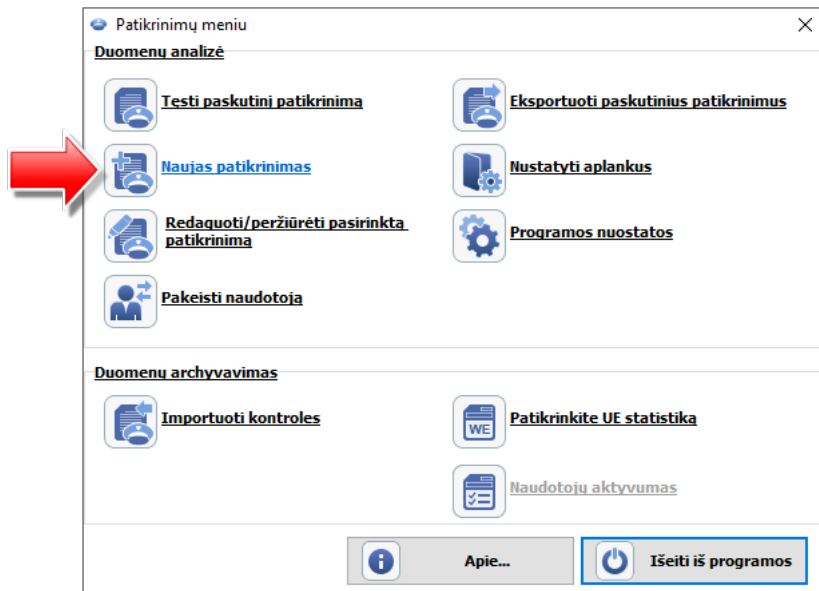 Patikrinimų meniu
Duomenų analizė
Tęsti paskutinį patikrinimą
Eksportuoti paskutinius patikrinimus
Naujas patikrinimas
Nustatyti aplankus
Redaguoti/peržiūrėti pasirinktą
patikrinimą
Programos nuostatos
Pakeisti naudotoją
Duomenų archyvavimas
Importuoti kontroles
WE
Patikrinkite UE statistiką
Naudotojų aktyvumas
Apie...
Išeiti iš programos